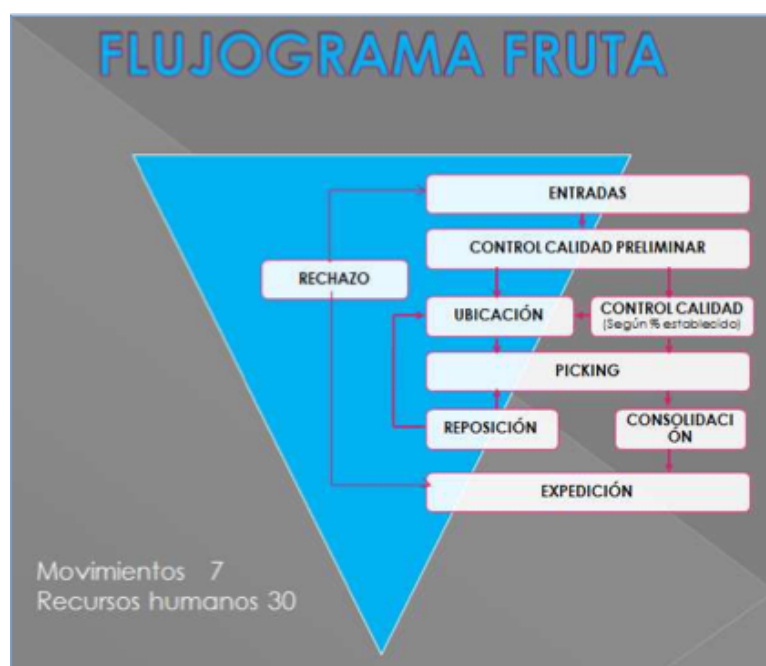 FLUJOGRAMA FRUTA
ENTRADAS
CONTROL CALIDAD PRELIMINAR
RECHAZO
UBICACIÓN
CONTROL CALIDAD
(Según % establecido)
PICKING
REPOSICIÓN
CONSOLIDACI
ÓN
EXPEDICIÓN
Movimientos 7
Recursos humanos 30